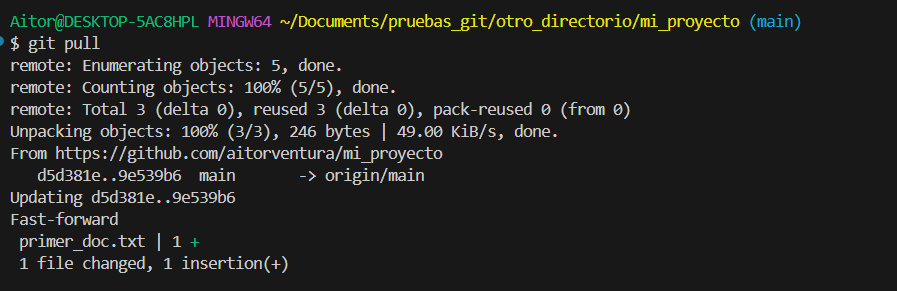 Aitor@DESKTOP-5AC8HPL MINGW64 ~/Documents/pruebas_git/otro_directorio/mi_proyecto (main)
$ git pull
remote: Enumerating objects: 5, done.
remote: Counting objects: 100% (5/5), done.
remote: Total 3 (delta 0), reused 3 (delta 0), pack-reused 0 (from 0)
Unpacking objects: 100% (3/3), 246 bytes | 49.00 KiB/s, done.
From https://github.com/aitorventura/mi_proyecto
   d5d381e..9e539b6  main       -> origin/main
Updating d5d381e..9e539b6
Fast-forward
 primer_doc.txt | 1 +
 1 file changed, 1 insertion(+)